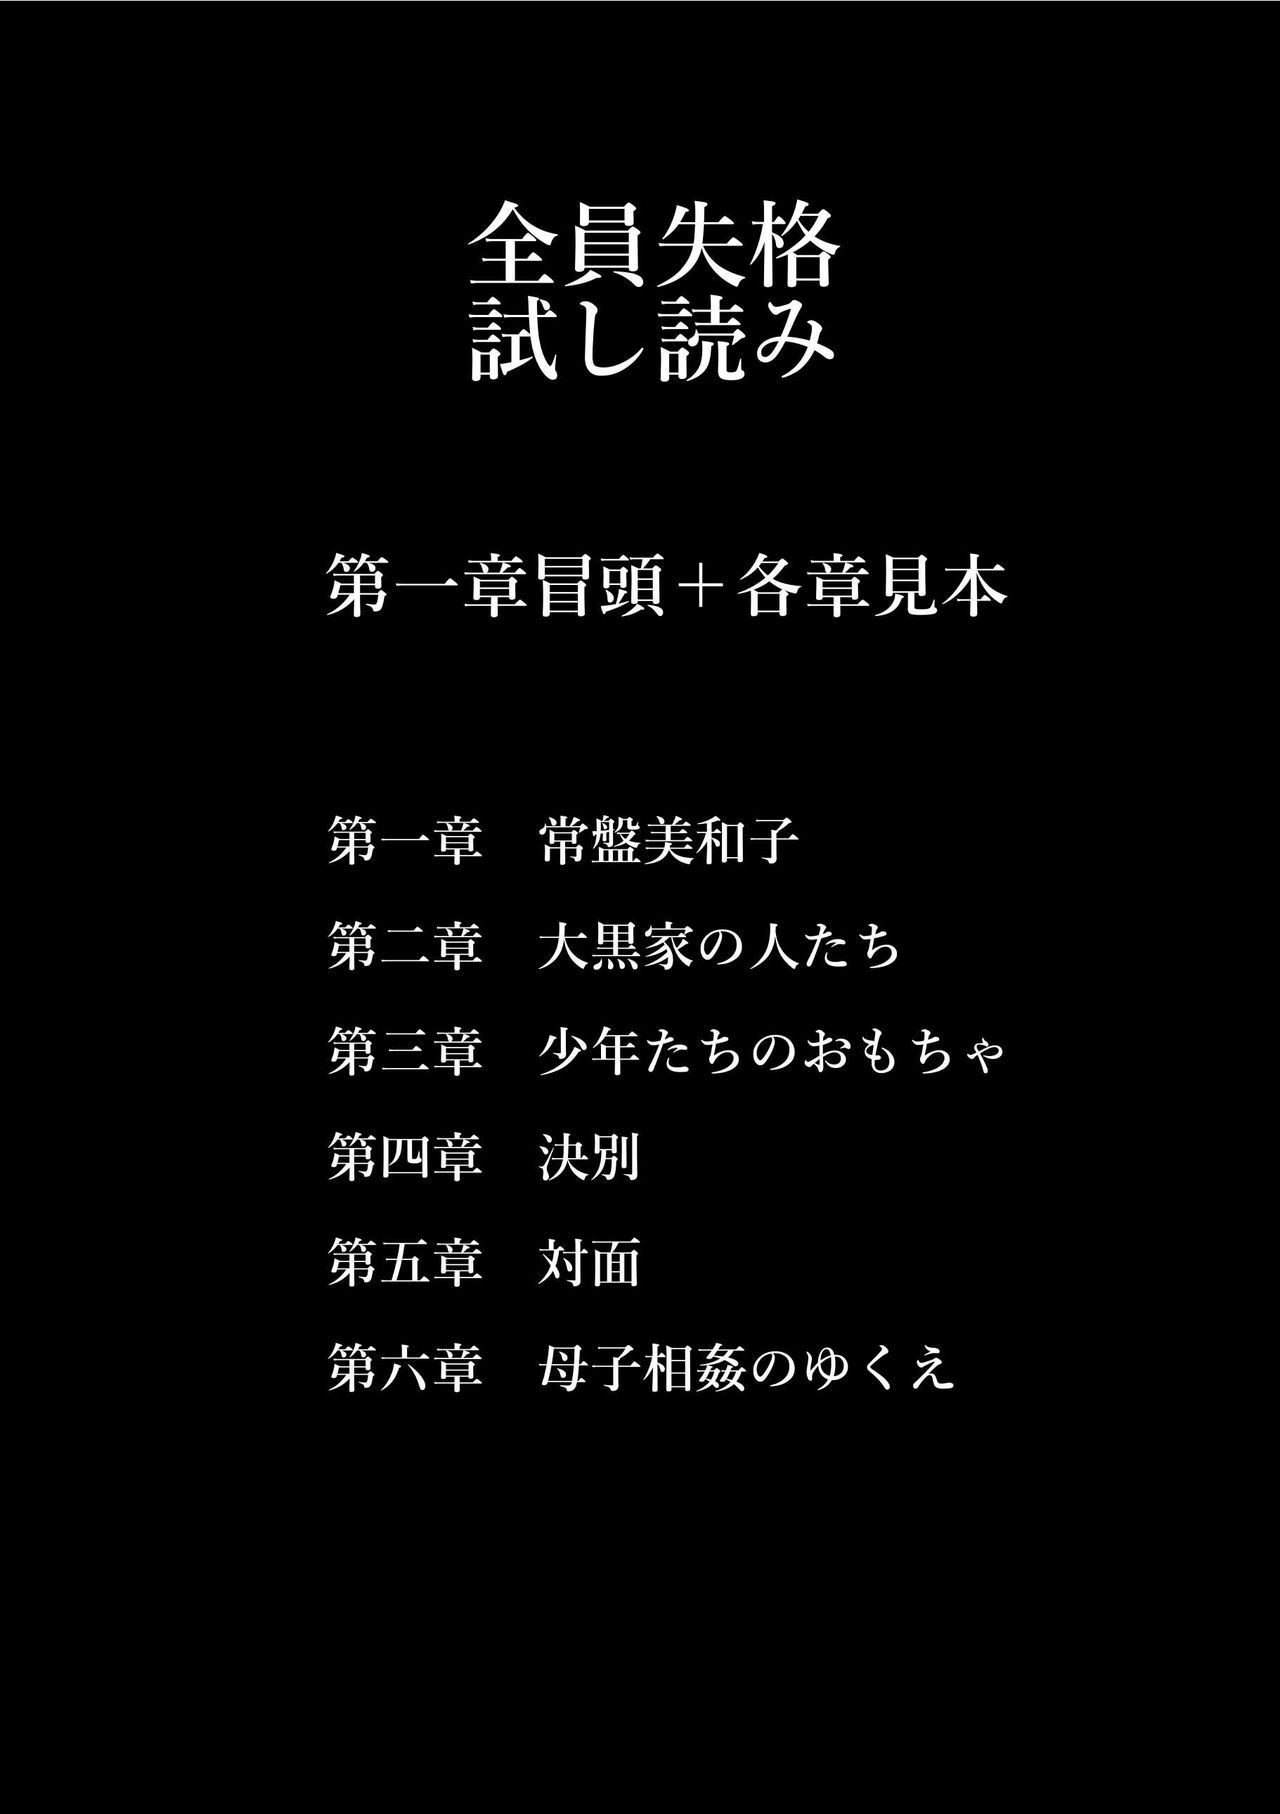 全員失格
試し読み
第一章冒頭＋各章見本
第一章　常盤美和子
第二章　大黒家の人たち
第三章　少年たちのおもちゃ
第四章　決別
第五章　対面
第六章　母子相姦のゆくえ